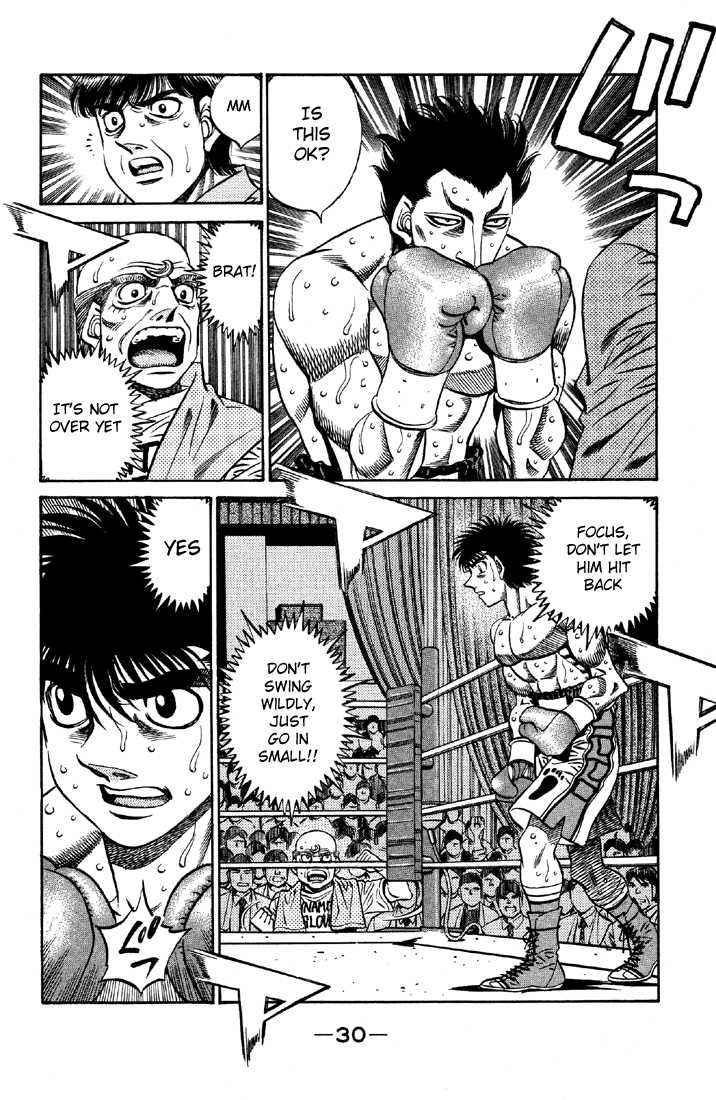 IS
THIS
OK?
MM
BRAT!
IT'S NOT
OVER YET
FOCUS,
DON'T LET
HIM HIT
BACK
DON'T
SWING
WILDLY,
JUST
GO IN
SMALL!!
YES
—30—